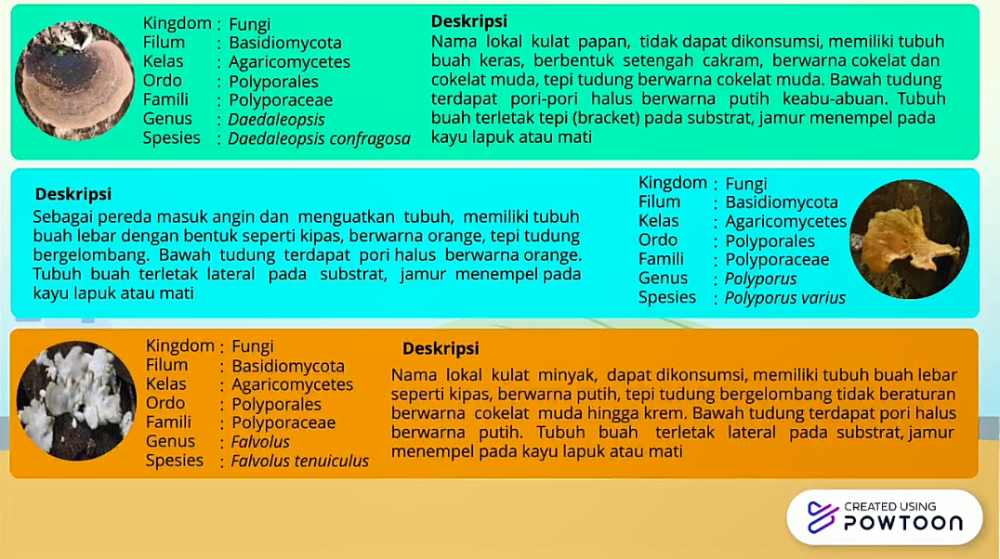 Kingdom : Fungi
Filum : Basidiomycota
Kelas : Agaricomycetes
Ordo : Polyporales
Famili : Polyporaceae
Genus : Daedaleopsis
Spesies : Daedaleopsis confragosa
Deskripsi
Nama lokal kulat papan, tidak dapat dikonsumsi, memiliki tubuh
buah keras, berbentuk setengah cakram, berwarna cokelat dan
cokelat muda, tepi tudung berwarna cokelat muda. Bawah tudung
terdapat pori-pori halus berwarna putih keabu-abuan. Tubuh
buah terletak tepi (bracket) pada substrat, jamur menempel pada
kayu lapuk atau mati
Deskripsi
Sebagai pereda masuk angin dan menguatkan tubuh, memiliki tubuh
buah lebar dengan bentuk seperti kipas, berwarna orange, tepi tudung
bergelombang. Bawah tudung terdapat pori halus berwarna orange.
Tubuh buah terletak lateral pada substrat, jamur menempel pada
kayu lapuk atau mati
Kingdom : Fungi
Filum : Basidiomycota
Kelas : Agaricomycetes
Ordo : Polyporales
Famili : Polyporaceae
Genus : Polyporus
Spesies : Polyporus varius
Kingdom : Fungi
Filum : Basidiomycota
Kelas : Agaricomycetes
Ordo : Polyporales
Famili : Polyporaceae
Genus : Falvolus
Spesies : Falvolus tenuiculus
Deskripsi
Nama lokal kulat minyak, dapat dikonsumsi, memiliki tubuh buah lebar
seperti kipas, berwarna putih, tepi tudung bergelombang tidak beraturan
berwarna cokelat muda hingga krem. Bawah tudung terdapat pori halus
berwarna putih. Tubuh buah terletak lateral pada substrat, jamur
menempel pada kayu lapuk atau mati
CREATED USING
POWTOON